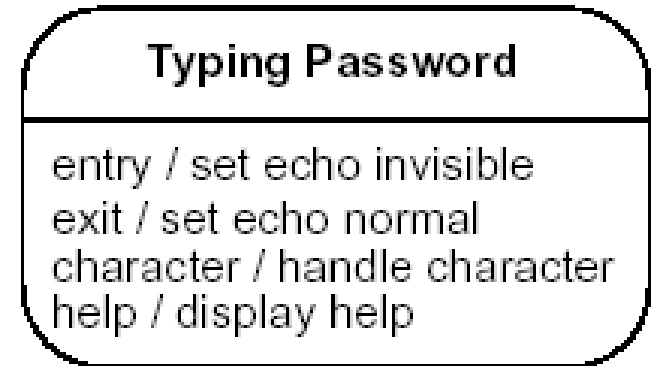 Typing Password
entry / set echo invisible
exit / set echo normal
character / handle character
help / display help